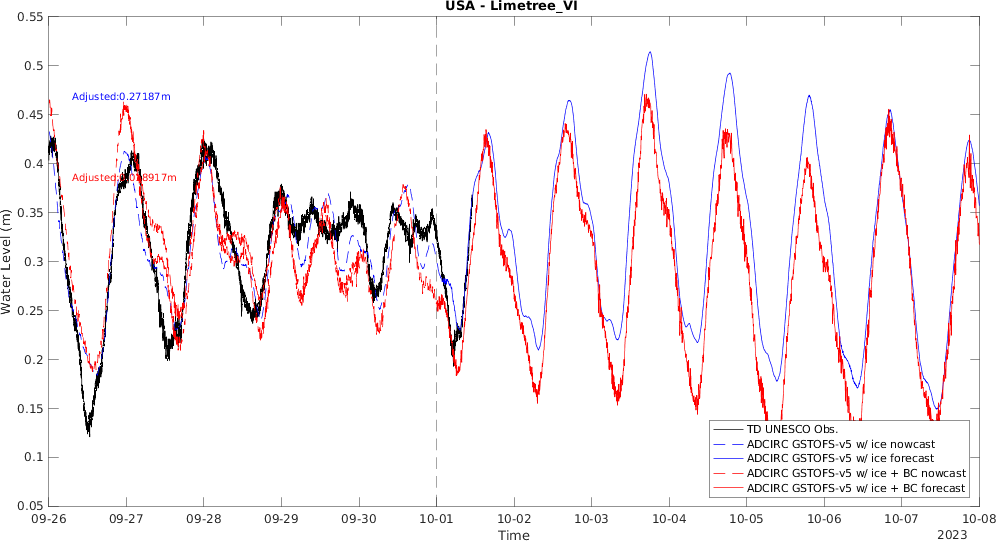 USA - Limetree_VI
0.55
0.5
0.45
0.4
0.35
0.3
0.25
0.2
0.15
0.1
0.05
Water Level (m)
Adjusted:0.27187m
TD UNESCO Obs.
ADCIRC GSTOFS-v5 w/ ice nowcast
ADCIRC GSTOFS-v5 w/ ice forecast
ADCIRC GSTOFS-v5 w/ ice + BC nowcast
ADCIRC GSTOFS-v5 w/ ice + BC forecast
09-26 09-27 09-28 09-29 09-30 10-01 10-02 10-03 10-04 10-05 10-06 10-07 10-08
Time
2023